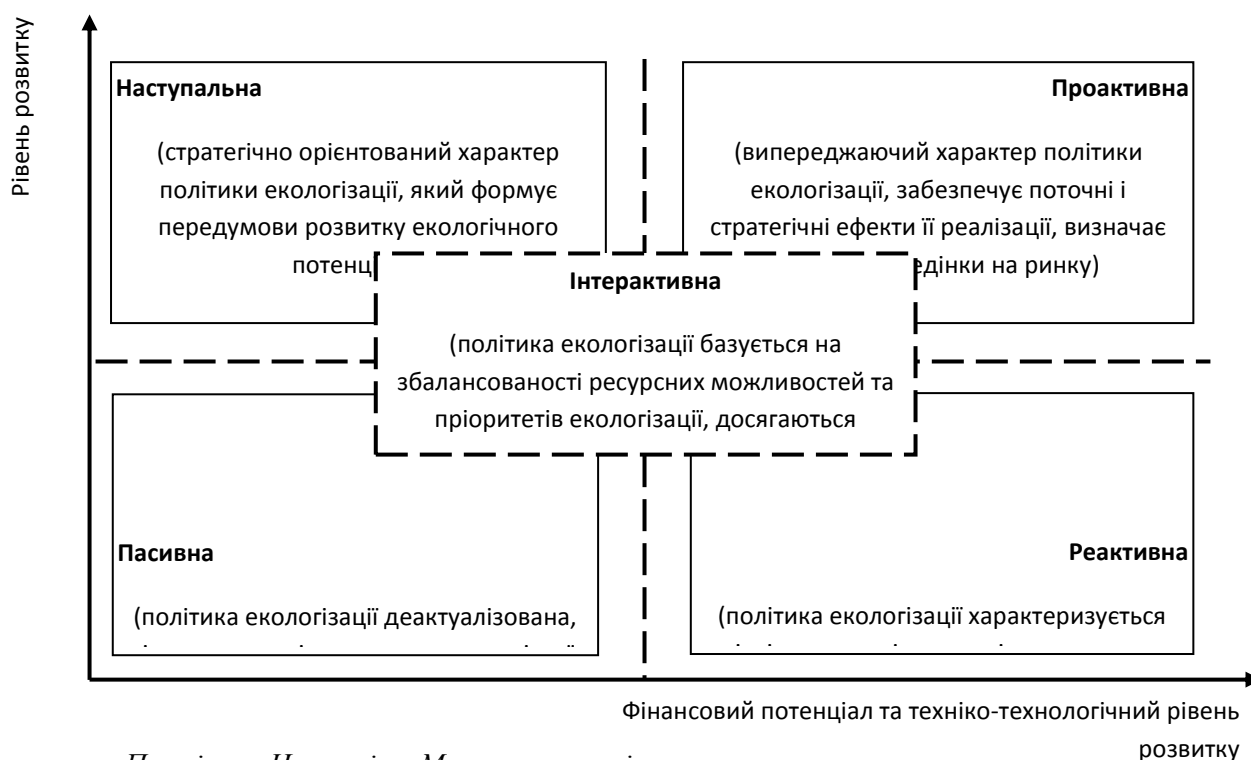 Рівень розвитку
Наступальна
(стратегічно орієнтований характер
політики екологізації, який формує
передумови розвитку екологічного
Проактивна
(випереджаючий характер політики
екологізації, забезпечує поточні і
стратегічні ефекти її реалізації, визначає
на ринку)
Інтерактивна
(політика екологізації базується на
збалансованості ресурсних можливостей та
пріоритетів екологізації, досягаються
Пасивна
(політика екологізації деактуалізована,
Реактивна
(політика екологізації характеризується
Фінансовий потенціал та техніко-технологічний рівень
розвитку